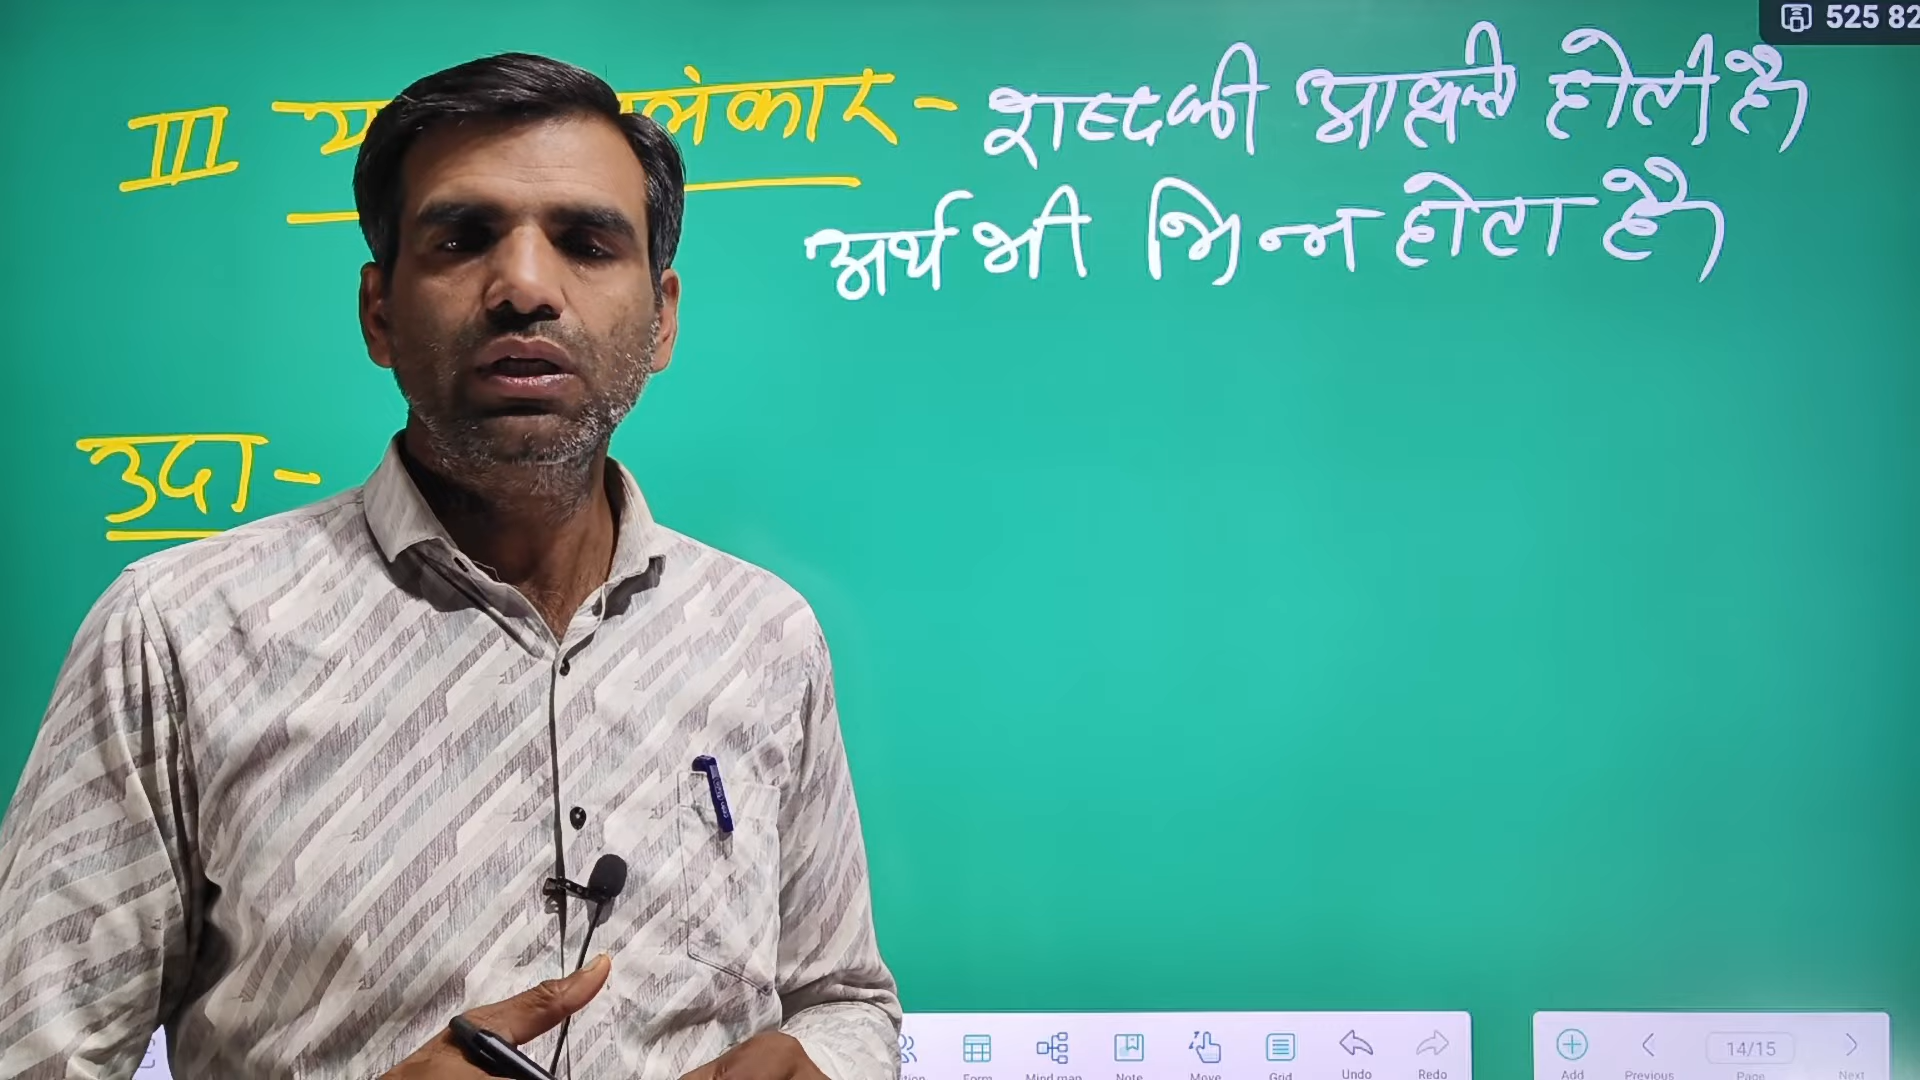 525 82
III य लंकार - शब्द की आवृत्ती होती है
अर्थ भी भिन्न होता है
उदा -
Form Mind map Note Move Grid Undo Redo
Add Previous 14/15 Page Next